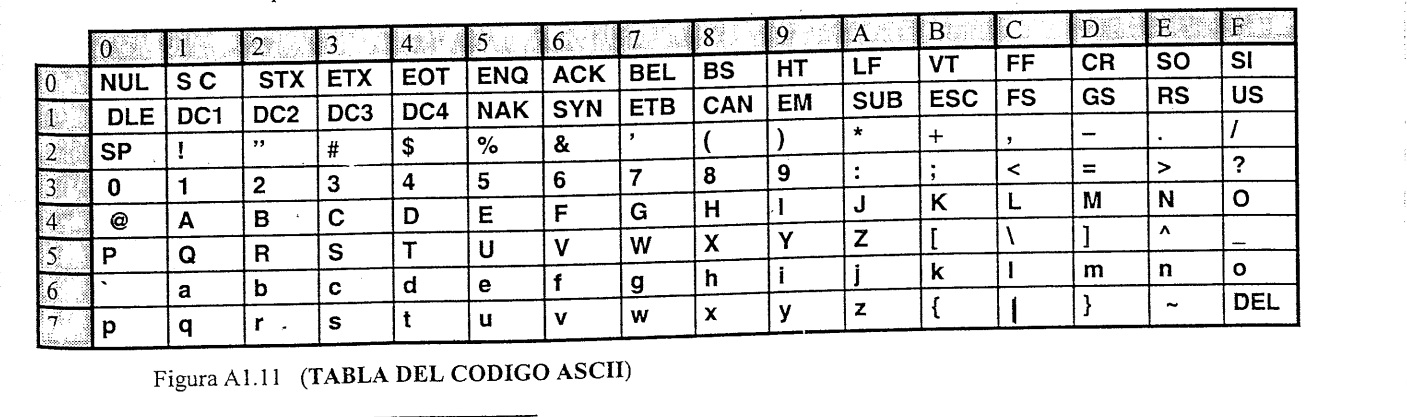 0 1 2 3 4 5 6 7 8 9 A B C D E F
0 NUL S C STX ETX EOT ENQ ACK BEL BS HT LF VT FF CR SO SI
1 DLE DC1 DC2 DC3 DC4 NAK SYN ETB CAN EM SUB ESC FS GS RS US
2 SP ! ” # $ % & ’ ( ) * + , – . /
3 0 1 2 3 4 5 6 7 8 9 : ; < = > ?
4 @ A B C D E F G H I J K L M N O
5 P Q R S T U V W X Y Z [ \ ] ^ _
6 ` a b c d e f g h i j k l m n o
7 p q r s t u v w x y z { | } ~ DEL
Figura A1.11 (TABLA DEL CODIGO ASCII)